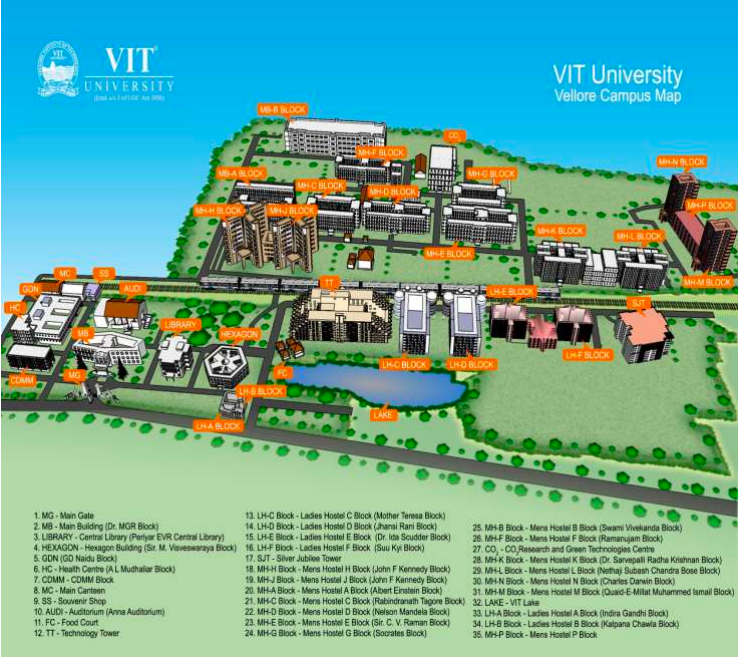 VIT®
UNIVERSITY
(Estd. u/s 3 of UGC Act 1956)
VIT University
Vellore Campus Map
MB-B BLOCK
CO2
MH-F BLOCK
MH-N BLOCK
MB-A BLOCK
MH-C BLOCK
MH-D BLOCK
MH-G BLOCK
MH-H BLOCK
MH-J BLOCK
MH-P BLOCK
MH-K BLOCK
MH-L BLOCK
MH-E BLOCK
MC
SS
GDN
AUDI
TT
LH-E BLOCK
MH-M BLOCK
HC
SJT
MB
LIBRARY
HEXAGON
LH-F BLOCK
CDMM
MG
FC
LH-C BLOCK
LH-D BLOCK
LH-B BLOCK
LAKE
LH-A BLOCK
1. MG - Main Gate
2. MB - Main Building (Dr. MGR Block)
3. LIBRARY - Central Library (Periyar EVR Central Library)
4. HEXAGON - Hexagon Building (Sir. M. Visveswaraya Block)
5. GDN (GD Naidu Block)
6. HC - Health Centre (A L Mudhaliar Block)
7. CDMM - CDMM Block
8. MC - Main Canteen
9. SS - Souvenir Shop
10. AUDI - Auditorium (Anna Auditorium)
11. FC - Food Court
12. TT - Technology Tower
13. LH-C Block - Ladies Hostel C Block (Mother Teresa Block)
14. LH-D Block - Ladies Hostel D Block (Jhansi Rani Block)
15. LH-E Block - Ladies Hostel E Block (Dr. Ida Scudder Block)
16. LH-F Block - Ladies Hostel F Block (Suu Kyi Block)
17. SJT - Silver Jubilee Tower
18. MH-H Block - Mens Hostel H Block (John F Kennedy Block)
19. MH-J Block - Mens Hostel J Block (John F Kennedy Block)
20. MH-A Block - Mens Hostel A Block (Albert Einstein Block)
21. MH-C Block - Mens Hostel C Block (Rabindranath Tagore Block)
22. MH-D Block - Mens Hostel D Block (Nelson Mandela Block)
23. MH-E Block - Mens Hostel E Block (Sir. C. V. Raman Block)
24. MH-G Block - Mens Hostel G Block (Socrates Block)
25. MH-B Block - Mens Hostel B Block (Swami Vivekanda Block)
26. MH-F Block - Mens Hostel F Block (Ramanujam Block)
27. CO2 - CO2 Research and Green Technologies Centre
28. MH-K Block - Mens Hostel K Block (Dr. Sarvepalli Radha Krishnan Block)
29. MH-L Block - Mens Hostel L Block (Nethaji Subash Chandra Bose Block)
30. MH-N Block - Mens Hostel N Block (Charles Darwin Block)
31. MH-M Block - Mens Hostel M Block (Quaid-E-Millat Muhammed Ismail Block)
32. LAKE - VIT Lake
33. LH-A Block - Ladies Hostel A Block (Indira Gandhi Block)
34. LH-B Block - Ladies Hostel B Block (Kalpana Chawla Block)
35. MH-P Block - Mens Hostel P Block